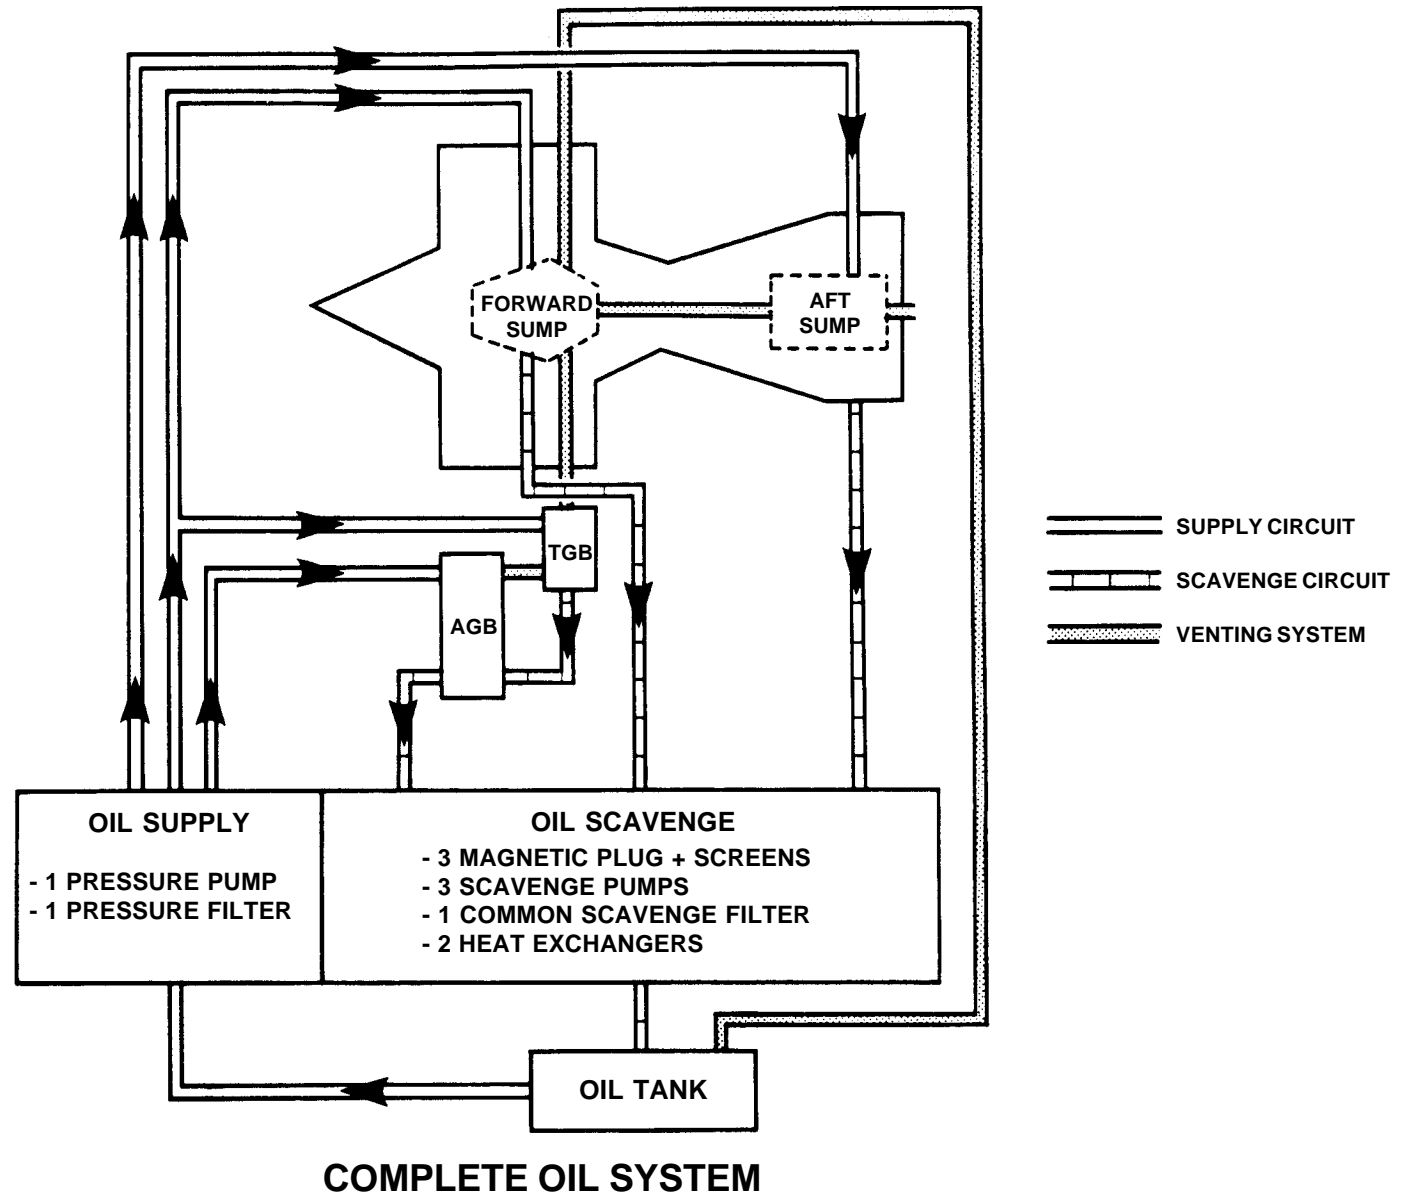 FORWARD
SUMP
AFT
SUMP
TGB
AGB
SUPPLY CIRCUIT
SCAVENGE CIRCUIT
VENTING SYSTEM
OIL SUPPLY
- 1 PRESSURE PUMP
- 1 PRESSURE FILTER
OIL SCAVENGE
- 3 MAGNETIC PLUG + SCREENS
- 3 SCAVENGE PUMPS
- 1 COMMON SCAVENGE FILTER
- 2 HEAT EXCHANGERS
OIL TANK
COMPLETE OIL SYSTEM